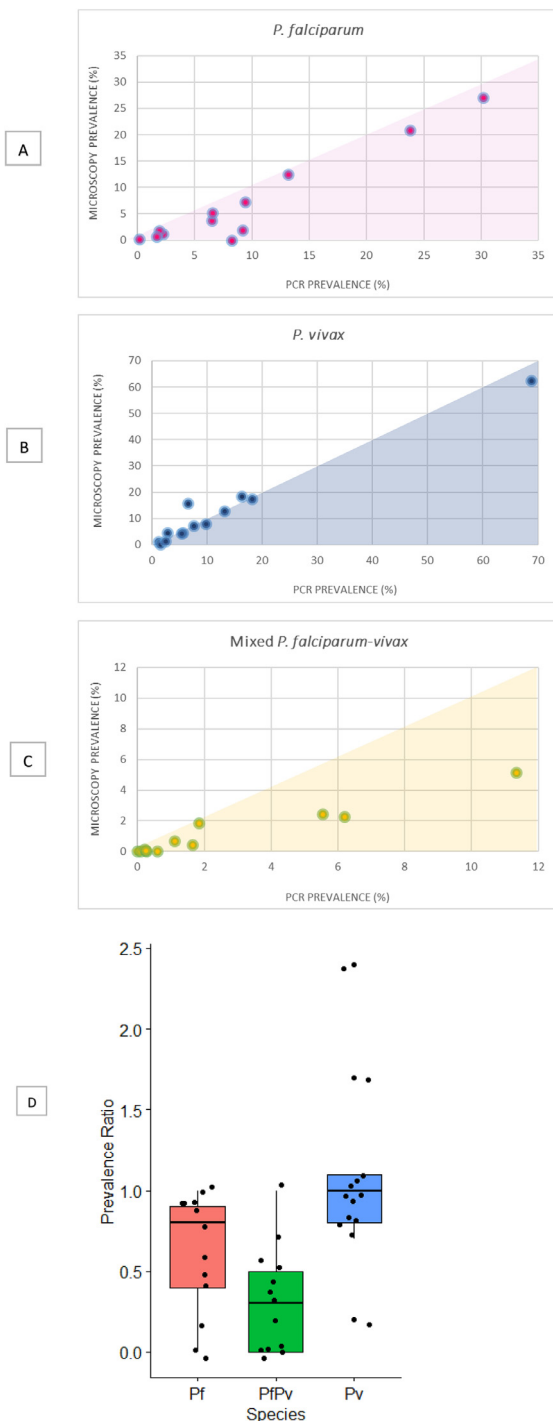 P. falciparum
A
MICROSCOPY PREVALENCE (%)
35
30
25
20
15
10
5
0
0 5 10 15 20 25 30 35
PCR PREVALENCE (%)
P. vivax
B
MICROSCOPY PREVALENCE (%)
70
60
50
40
30
20
10
0
0 10 20 30 40 50 60 70
PCR PREVALENCE (%)
Mixed P. falciparum-vivax
C
MICROSCOPY PREVALENCE (%)
12
10
8
6
4
2
0
0 2 4 6 8 10 12
PCR PREVALENCE (%)
D
Prevalence Ratio
2.5
2.0
1.5
1.0
0.5
0.0
Pf PfPv Pv
Species